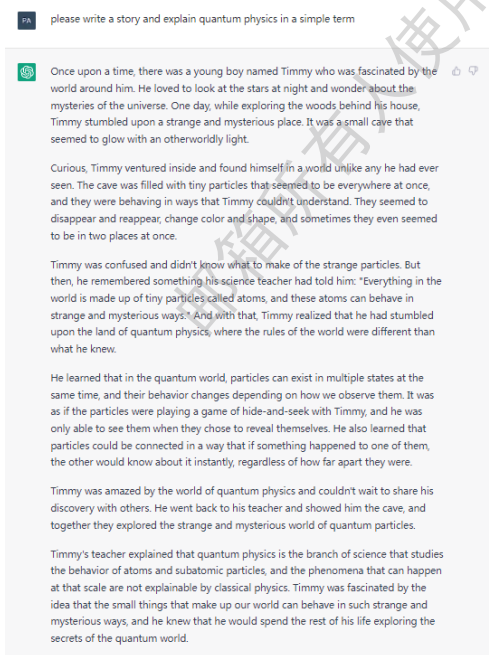 PA
please write a story and explain quantum physics in a simple term
Once upon a time, there was a young boy named Timmy who was fascinated by the
world around him. He loved to look at the stars at night and wonder about the
mysteries of the universe. One day, while exploring the woods behind his house,
Timmy stumbled upon a strange and mysterious place. It was a small cave that
seemed to glow with an otherworldly light.
Curious, Timmy ventured inside and found himself in a world unlike any he had ever
seen. The cave was filled with tiny particles that seemed to be everywhere at once,
and they were behaving in ways that Timmy couldn't understand. They seemed to
disappear and reappear, change color and shape, and sometimes they even seemed
to be in two places at once.
Timmy was confused and didn't know what to make of the strange particles. But
then, he remembered something his science teacher had told him: "Everything in the
world is made up of tiny particles called atoms, and these atoms can behave in
strange and mysterious ways." And with that, Timmy realized that he had stumbled
upon the land of quantum physics, where the rules of the world were different than
what he knew.
He learned that in the quantum world, particles can exist in multiple states at the
same time, and their behavior changes depending on how we observe them. It was
as if the particles were playing a game of hide-and-seek with Timmy, and he was
only able to see them when they chose to reveal themselves. He also learned that
particles could be connected in a way that if something happened to one of them,
the other would know about it instantly, regardless of how far apart they were.
Timmy was amazed by the world of quantum physics and couldn't wait to share his
discovery with others. He went back to his teacher and showed him the cave, and
together they explored the strange and mysterious world of quantum particles.
Timmy's teacher explained that quantum physics is the branch of science that studies
the behavior of atoms and subatomic particles, and the phenomena that can happen
at that scale are not explainable by classical physics. Timmy was fascinated by the
idea that the small things that make up our world can behave in such strange and
mysterious ways, and he knew that he would spend the rest of his life exploring the
secrets of the quantum world.
邮箱所有人使用